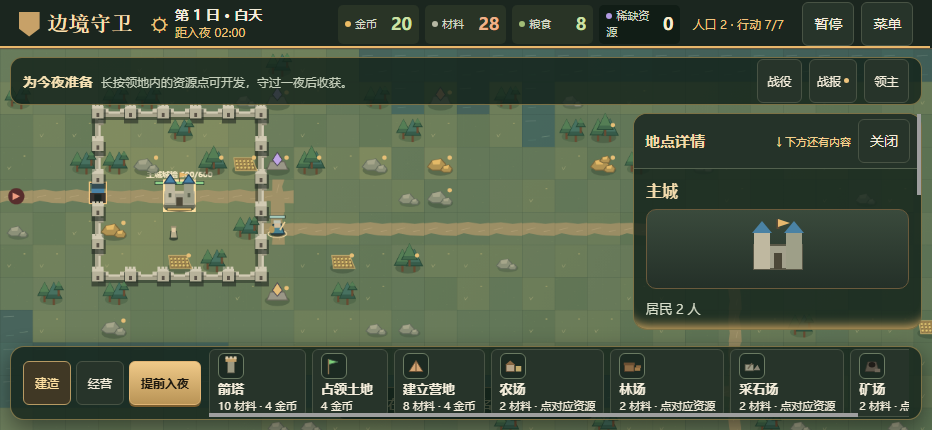 边境守卫
第 1 日 · 白天
距入夜 02:00
金币 20
材料 28
粮食 8
稀缺资源 0
人口 2 · 行动 7/7
暂停
菜单
为今夜准备 长按领地内的资源点可开发，守过一夜后收获。
战役
战报
领主
地点详情
↓下方还有内容
关闭
主城
居民 2 人
600/600
建造
经营
提前入夜
箭塔
10 材料 · 4 金币
占领土地
4 金币
建立营地
8 材料 · 4 金币
农场
2 材料 · 点对应资源
林场
2 材料 · 点对应资源
采石场
2 材料 · 点对应资源
矿场
2 材料 · 点